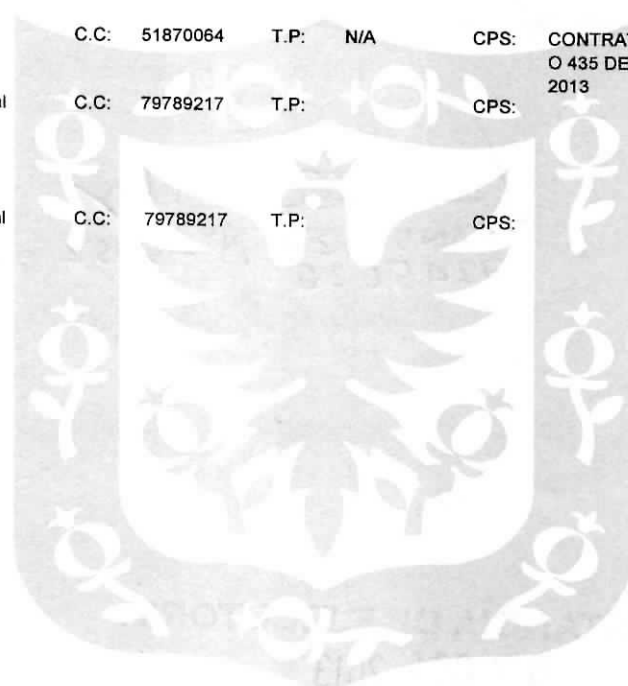 C.C: 51870064 T.P: N/A CPS: CONTRAT
O 435 DE
2013
C.C: 79789217 T.P: CPS:
C.C: 79789217 T.P: CPS: